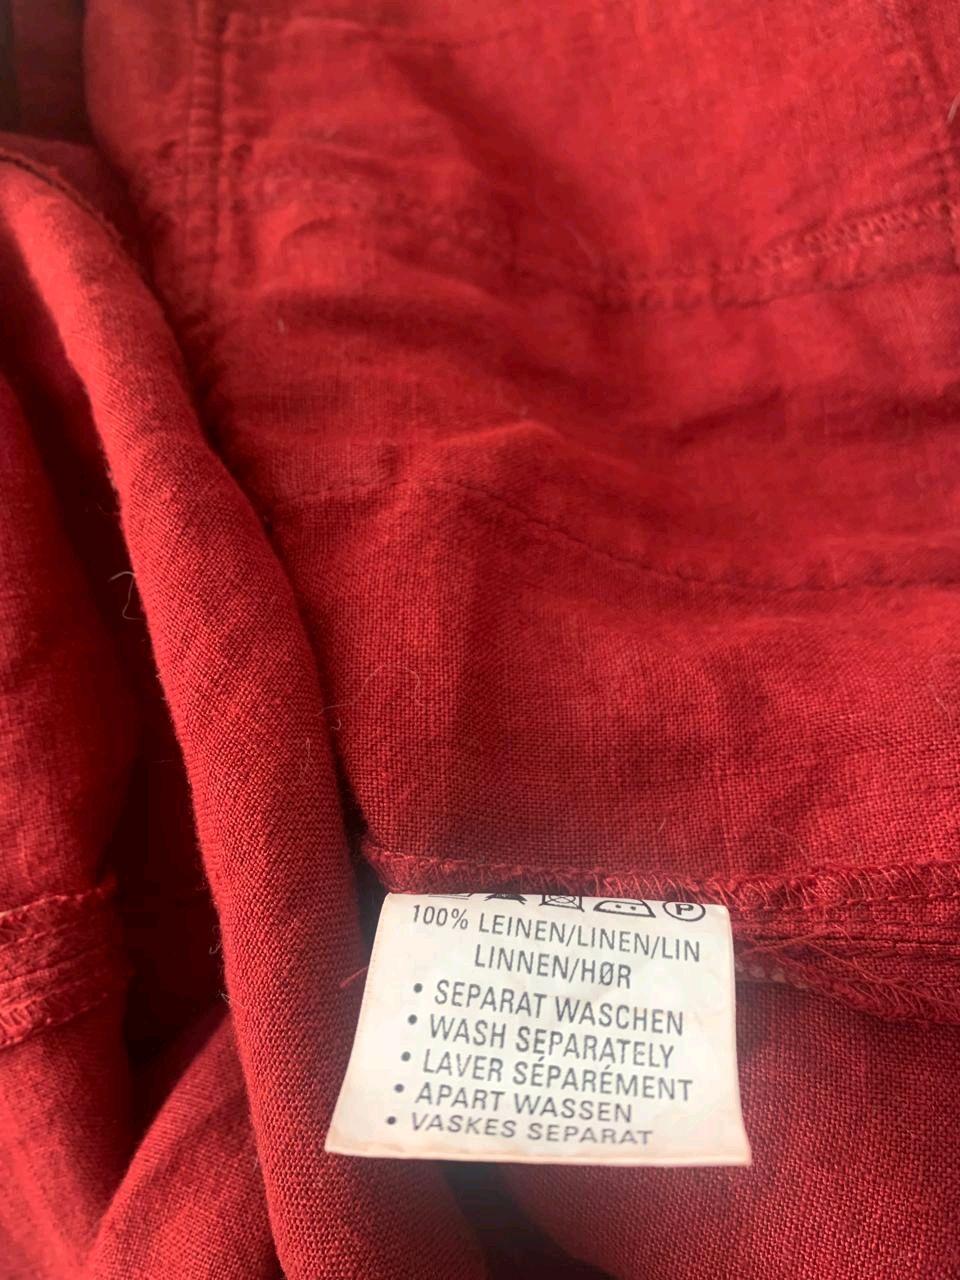 P
100% LEINEN/LINEN/LIN
LINNEN/HØR
• SEPARAT WASCHEN
• WASH SEPARATELY
• LAVER SÉPARÉMENT
• APART WASSEN
• VASKES SEPARAT